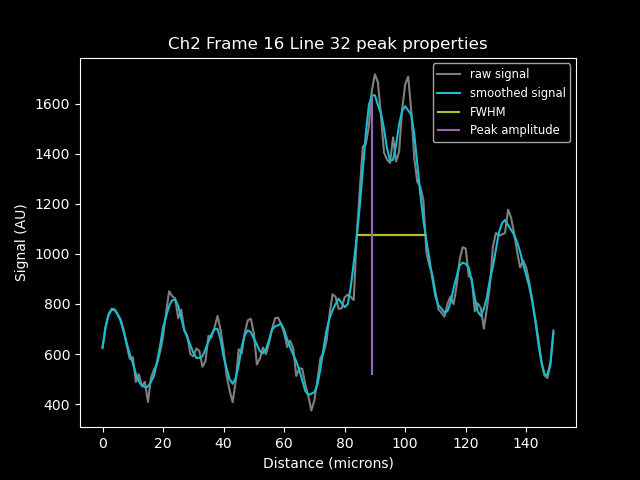 Ch2 Frame 16 Line 32 peak properties
raw signal
smoothed signal
FWHM
Peak amplitude
Signal (AU)
1600
1400
1200
1000
800
600
400
0 20 40 60 80 100 120 140
Distance (microns)